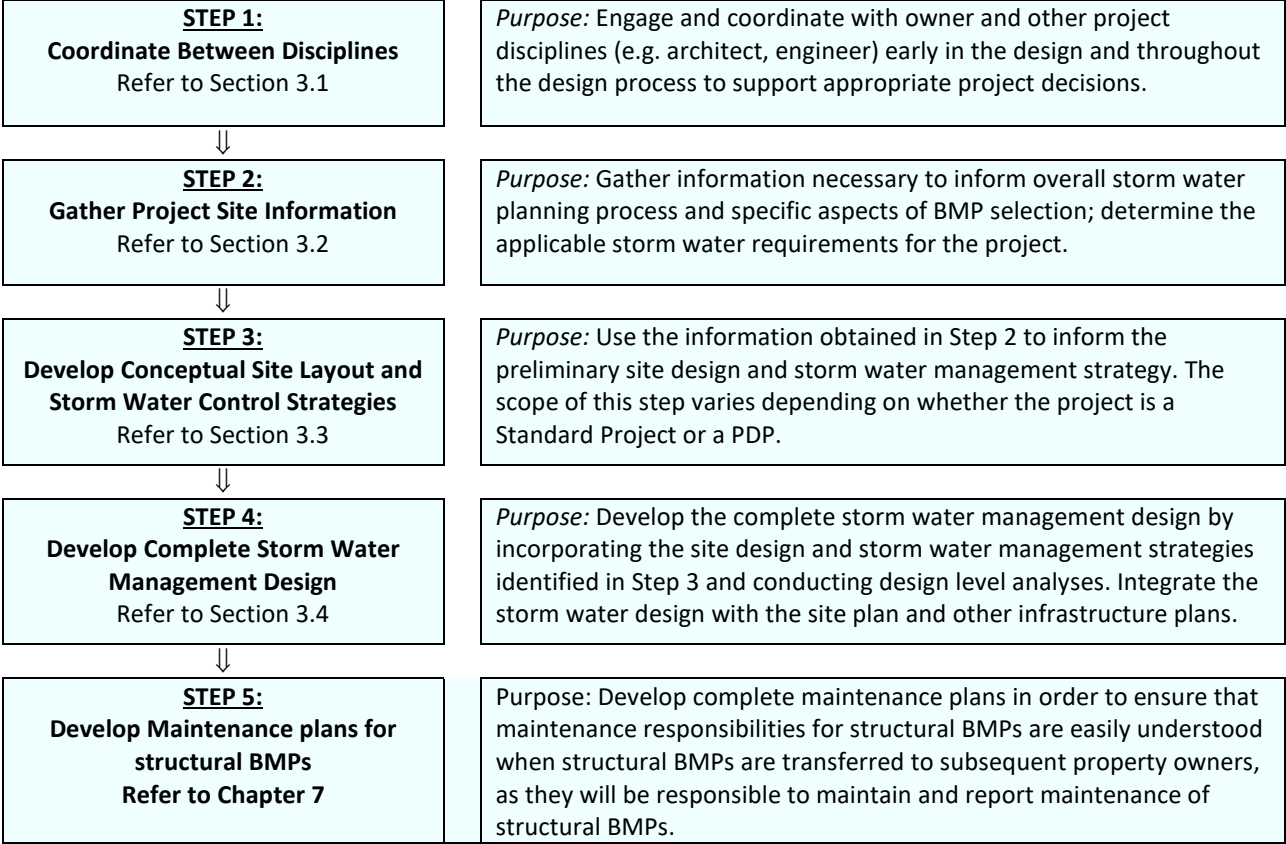 STEP 1:
Coordinate Between Disciplines
Refer to Section 3.1
Purpose: Engage and coordinate with owner and other project
disciplines (e.g. architect, engineer) early in the design and throughout
the design process to support appropriate project decisions.
⇓
STEP 2:
Gather Project Site Information
Refer to Section 3.2
Purpose: Gather information necessary to inform overall storm water
planning process and specific aspects of BMP selection; determine the
applicable storm water requirements for the project.
⇓
STEP 3:
Develop Conceptual Site Layout and
Storm Water Control Strategies
Refer to Section 3.3
Purpose: Use the information obtained in Step 2 to inform the
preliminary site design and storm water management strategy. The
scope of this step varies depending on whether the project is a
Standard Project or a PDP.
⇓
STEP 4:
Develop Complete Storm Water
Management Design
Refer to Section 3.4
Purpose: Develop the complete storm water management design by
incorporating the site design and storm water management strategies
identified in Step 3 and conducting design level analyses. Integrate the
storm water design with the site plan and other infrastructure plans.
⇓
STEP 5:
Develop Maintenance plans for
structural BMPs
Refer to Chapter 7
Purpose: Develop complete maintenance plans in order to ensure that
maintenance responsibilities for structural BMPs are easily understood
when structural BMPs are transferred to subsequent property owners,
as they will be responsible to maintain and report maintenance of
structural BMPs.